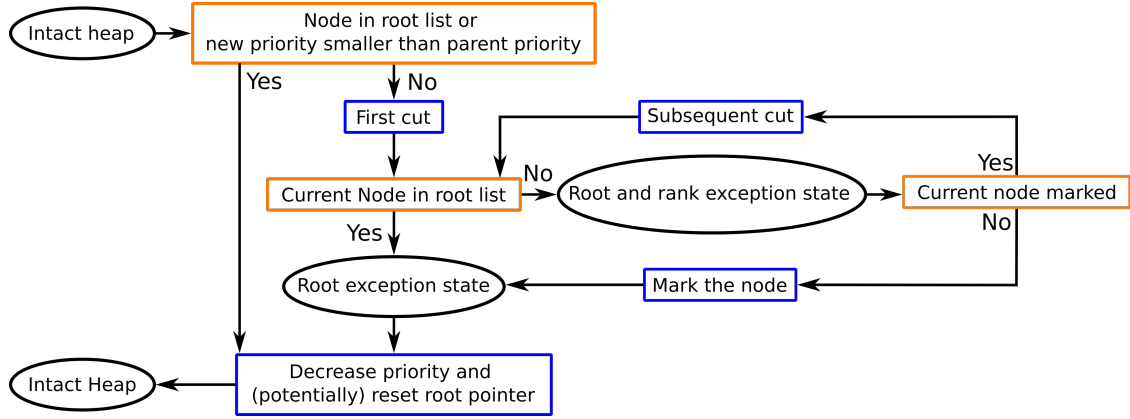 Intact heap
Node in root list or
new priority smaller than parent priority
Yes
No
First cut
Subsequent cut
Current Node in root list
No
Root and rank exception state
Yes
Current node marked
No
Yes
Root exception state
Mark the node
Intact Heap
Decrease priority and
(potentially) reset root pointer